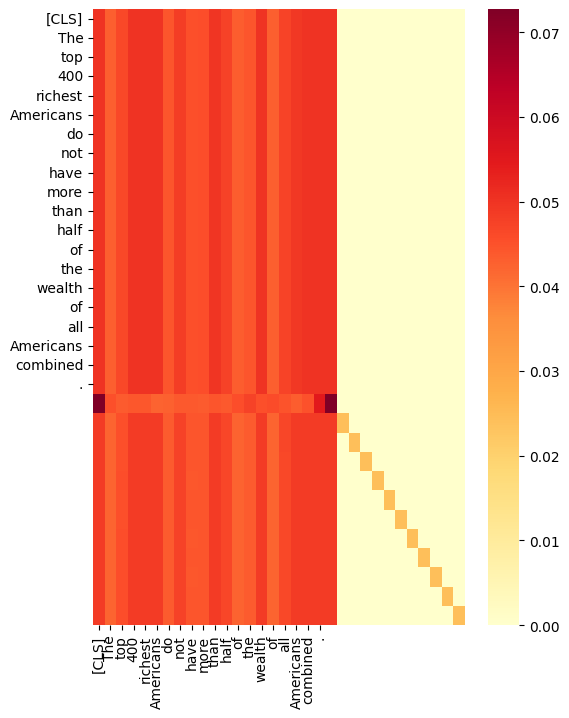 [CLS]
The
top
400
richest
Americans
do
not
have
more
than
half
of
the
wealth
of
all
Americans
combined
.
0.07
0.06
0.05
0.04
0.03
0.02
0.01
0.00
[CLS]
The
top
400
richest
Americans
do
not
have
more
than
half
of
the
wealth
of
all
Americans
combined
.